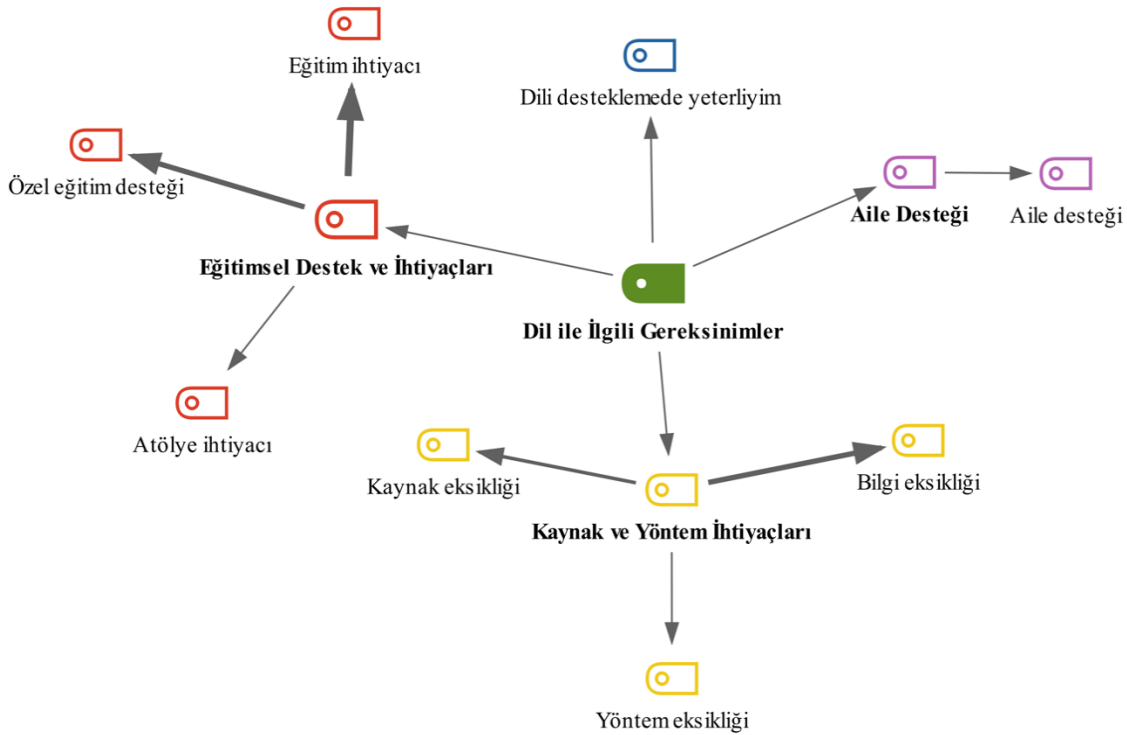 Eğitim ihtiyacı
Dili desteklemede yeterliyim
Özel eğitim desteği
Aile Desteği
Aile desteği
Eğitimsel Destek ve İhtiyaçları
Dil ile İlgili Gereksinimler
Atölye ihtiyacı
Kaynak eksikliği
Bilgi eksikliği
Kaynak ve Yöntem İhtiyaçları
Yöntem eksikliği